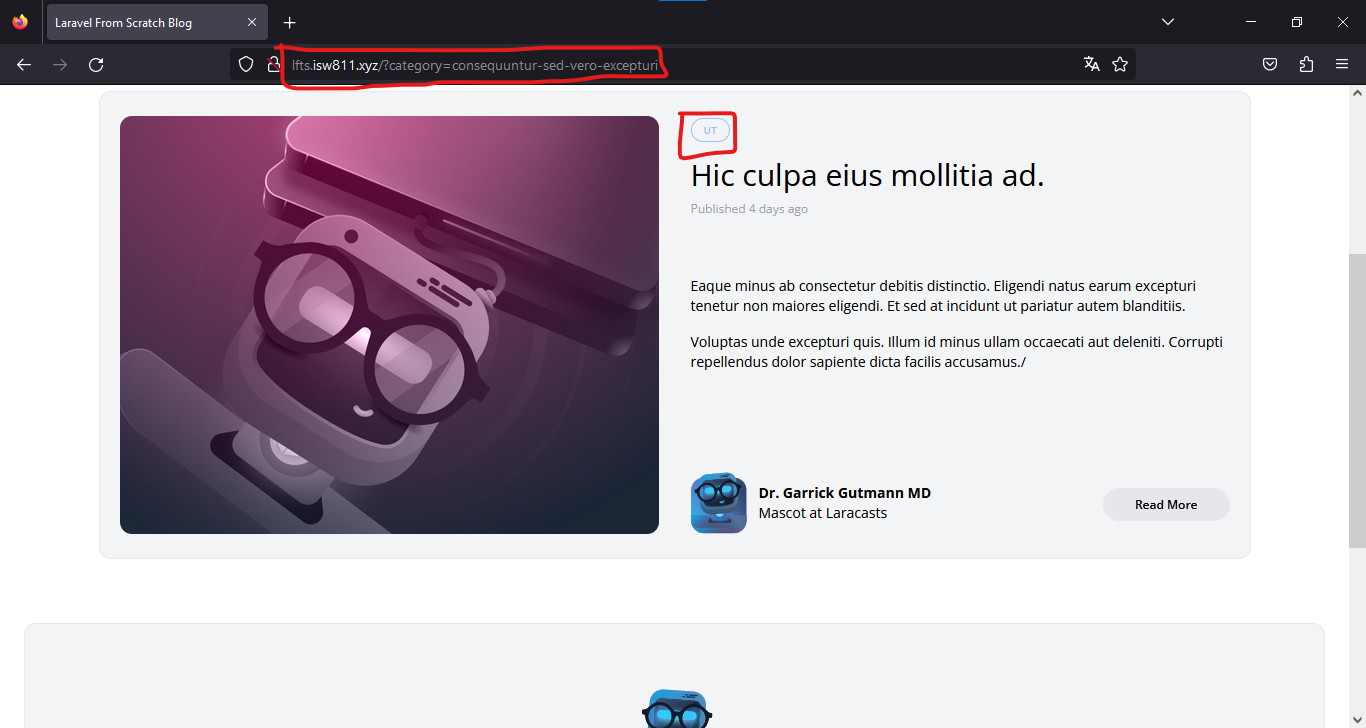 Laravel From Scratch Blog
lfts.isw811.xyz/?category=consequuntur-sed-vero-excepturi
UT
Hic culpa eius mollitia ad.
Published 4 days ago
Eaque minus ab consectetur debitis distinctio. Eligendi natus earum excepturi
tenetur non maiores eligendi. Et sed at incidunt ut pariatur autem blanditiis.
Voluptas unde excepturi quis. Illum id minus ullam occaecati aut deleniti. Corrupti
repellendus dolor sapiente dicta facilis accusamus./
Dr. Garrick Gutmann MD
Mascot at Laracasts
Read More